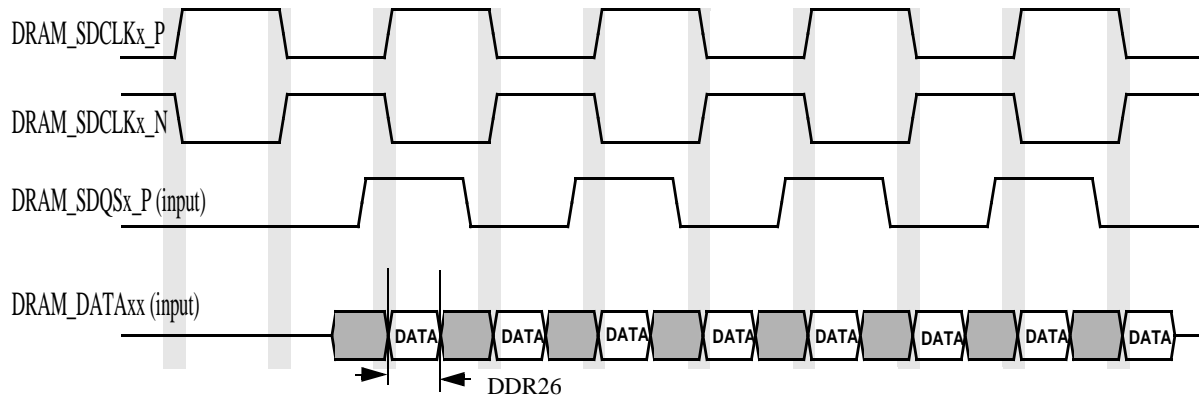 DRAM_SDCLKx_P
DRAM_SDCLKx_N
DRAM_SDQSx_P (input)
DRAM_DATAxx (input)
DATA DATA DATA DATA DATA DATA DATA DATA
DDR26